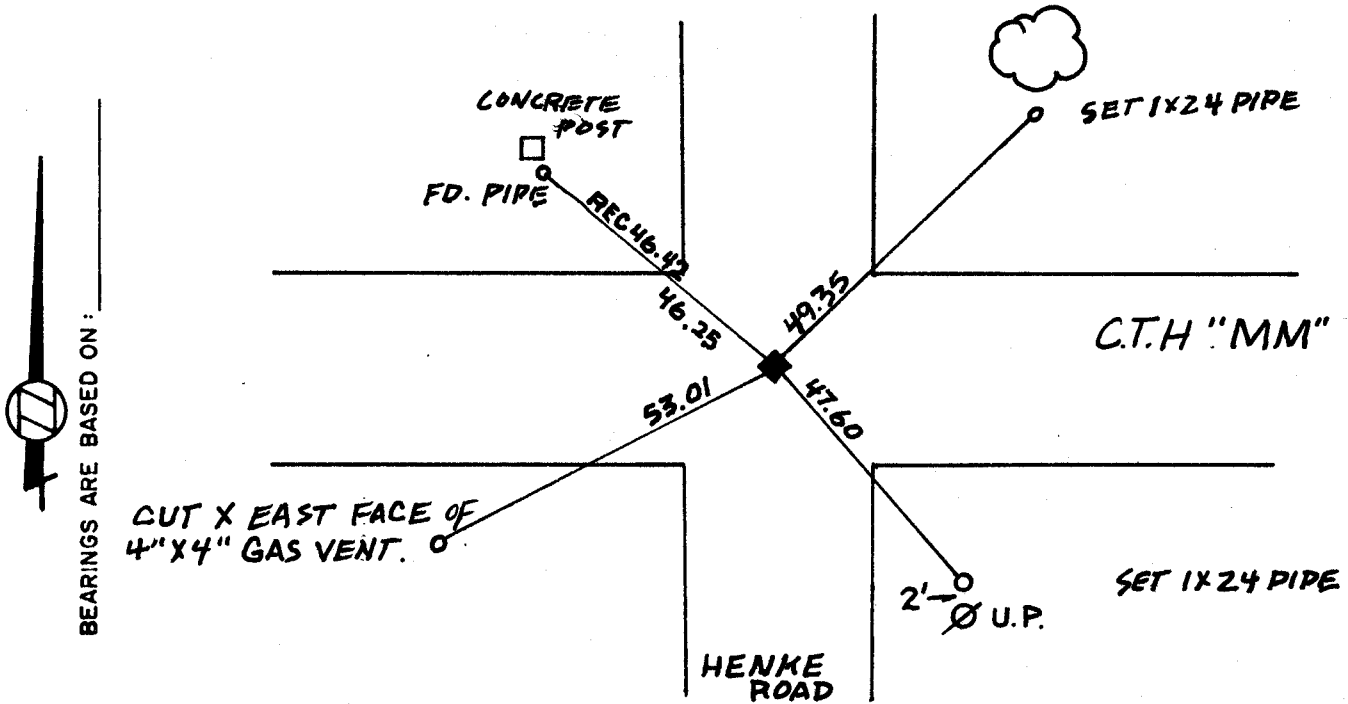 CONCRETE
POST
FD. PIPE
REC 46.42
46.25
SET 1X24 PIPE
49.35
C.T.H "MM"
53.01
47.60
CUT X EAST FACE OF
4"X4" GAS VENT.
2'
U.P.
SET 1X24 PIPE
HENKE
ROAD
BEARINGS ARE BASED ON: